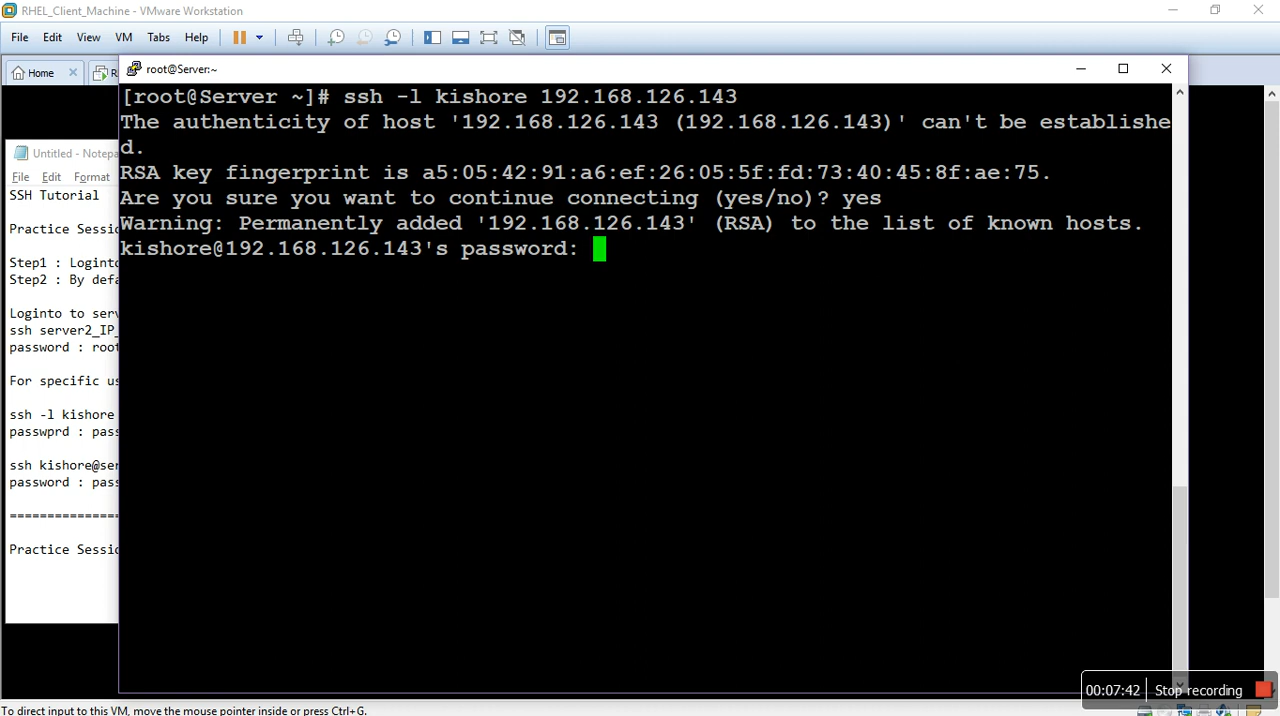 RHEL_Client_Machine - VMware Workstation
File Edit View VM Tabs Help
Home
root@Server:~
[root@Server ~]# ssh -l kishore 192.168.126.143
The authenticity of host '192.168.126.143 (192.168.126.143)' can't be establishe
d.
RSA key fingerprint is a5:05:42:91:a6:ef:26:05:5f:fd:73:40:45:8f:ae:75.
Are you sure you want to continue connecting (yes/no)? yes
Warning: Permanently added '192.168.126.143' (RSA) to the list of known hosts.
kishore@192.168.126.143's password:
Untitled - Notepa
File Edit Format
SSH Tutorial
Practice Sessi
Step1 : Loginto
Step2 : By defa
Loginto to serv
ssh server2_IP_
password : root
For specific us
ssh -l kishore
passwprd : pass
ssh kishore@ser
password : pass
================
Practice Sessio
00:07:42 Stop recording
To direct input to this VM, move the mouse pointer inside or press Ctrl+G.